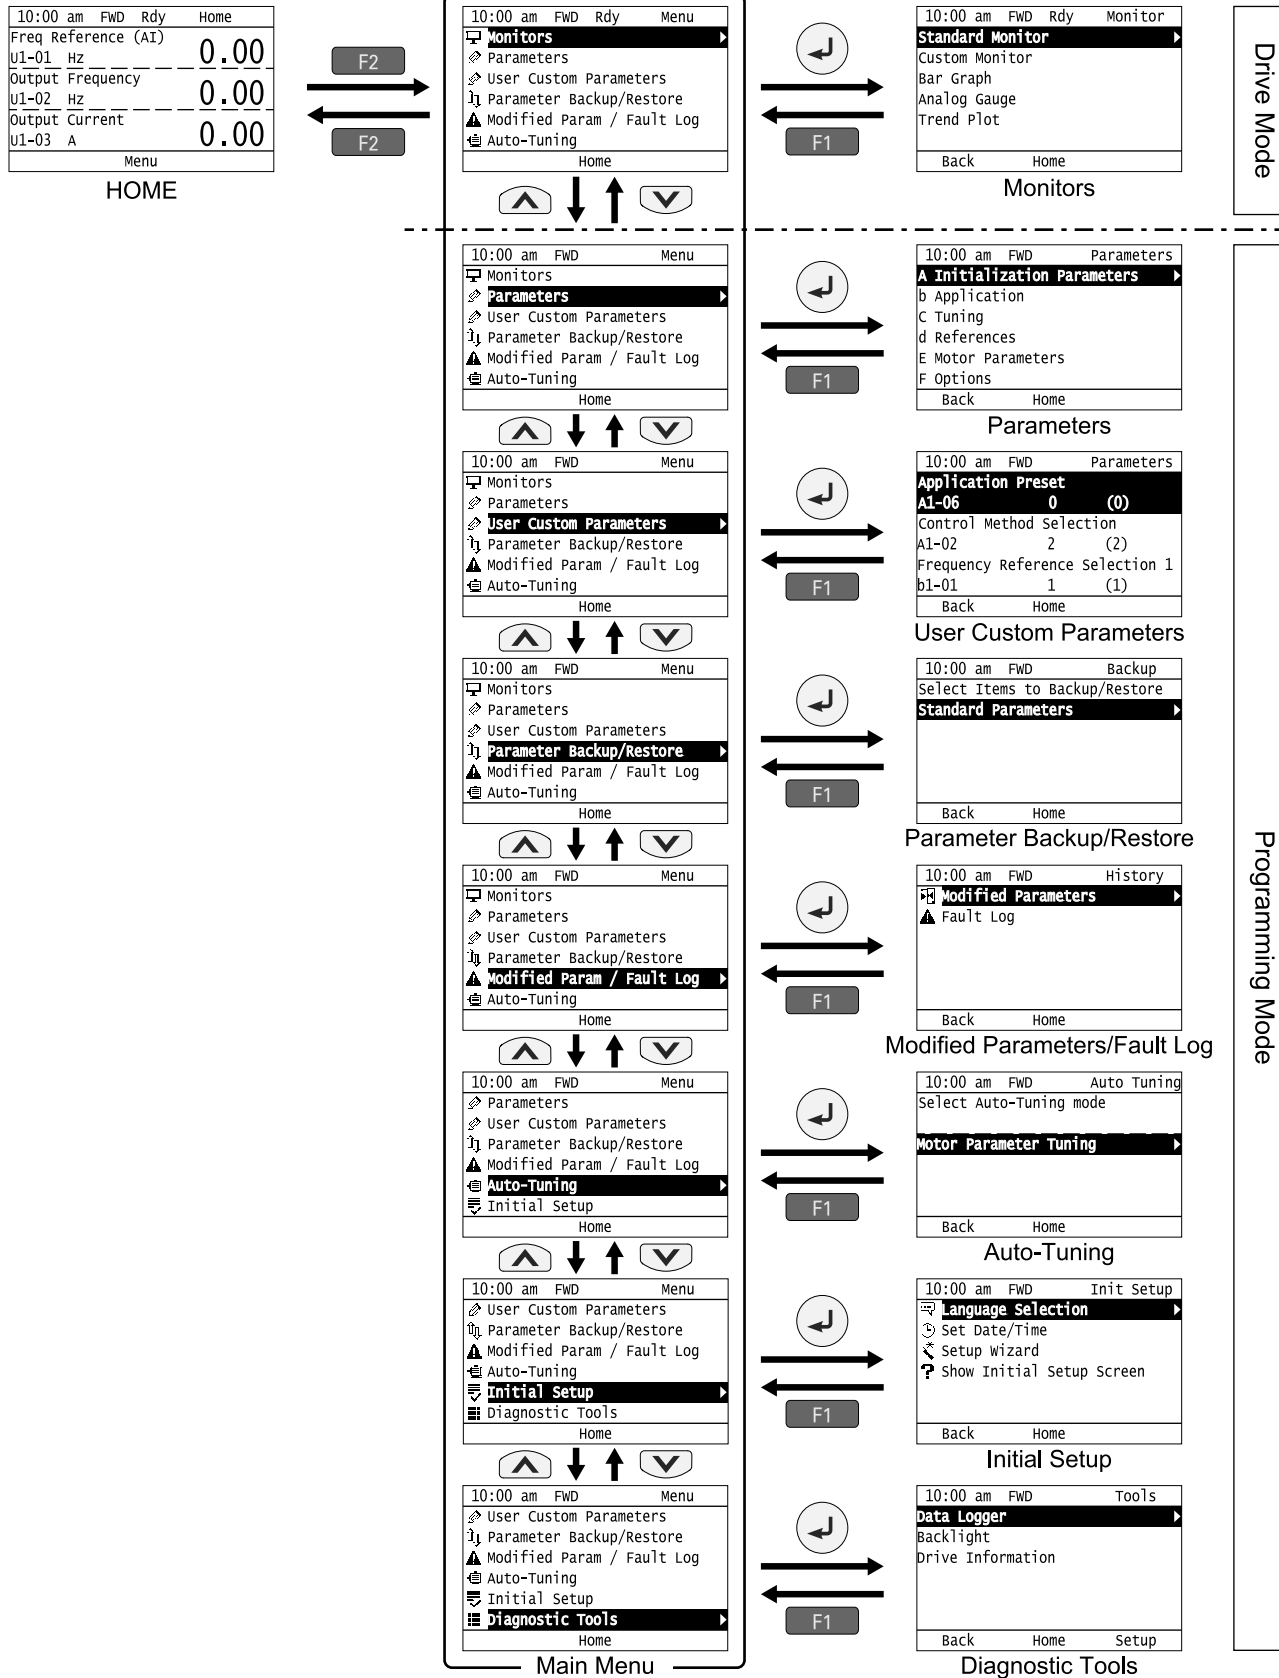 10:00 am FWD Rdy Home
Freq Reference (AI)
U1-01 Hz 0.00
Output Frequency
U1-02 Hz 0.00
Output Current
U1-03 A 0.00
Menu
HOME
F2
F2
10:00 am FWD Rdy Menu
Monitors
Parameters
User Custom Parameters
Parameter Backup/Restore
Modified Param / Fault Log
Auto-Tuning
Home
F1
10:00 am FWD Rdy Monitor
Standard Monitor
Custom Monitor
Bar Graph
Analog Gauge
Trend Plot
Back Home
Monitors
Drive Mode
10:00 am FWD Menu
Monitors
Parameters
User Custom Parameters
Parameter Backup/Restore
Modified Param / Fault Log
Auto-Tuning
Home
F1
10:00 am FWD Parameters
A Initialization Parameters
b Application
C Tuning
d References
E Motor Parameters
F Options
Back Home
Parameters
10:00 am FWD Menu
Monitors
Parameters
User Custom Parameters
Parameter Backup/Restore
Modified Param / Fault Log
Auto-Tuning
Home
F1
10:00 am FWD Parameters
Application Preset
A1-06 0 (0)
Control Method Selection
A1-02 2 (2)
Frequency Reference Selection 1
b1-01 1 (1)
Back Home
User Custom Parameters
10:00 am FWD Menu
Monitors
Parameters
User Custom Parameters
Parameter Backup/Restore
Modified Param / Fault Log
Auto-Tuning
Home
F1
10:00 am FWD Backup
Select Items to Backup/Restore
Standard Parameters
Back Home
Parameter Backup/Restore
10:00 am FWD Menu
Monitors
Parameters
User Custom Parameters
Parameter Backup/Restore
Modified Param / Fault Log
Auto-Tuning
Home
F1
10:00 am FWD History
Modified Parameters
Fault Log
Back Home
Modified Parameters/Fault Log
Programming Mode
10:00 am FWD Menu
Parameters
User Custom Parameters
Parameter Backup/Restore
Modified Param / Fault Log
Auto-Tuning
Initial Setup
Home
F1
10:00 am FWD Auto Tuning
Select Auto-Tuning mode
Motor Parameter Tuning
Back Home
Auto-Tuning
10:00 am FWD Menu
User Custom Parameters
Parameter Backup/Restore
Modified Param / Fault Log
Auto-Tuning
Initial Setup
Diagnostic Tools
Home
F1
10:00 am FWD Init Setup
Language Selection
Set Date/Time
Setup Wizard
Show Initial Setup Screen
Back Home
Initial Setup
10:00 am FWD Menu
User Custom Parameters
Parameter Backup/Restore
Modified Param / Fault Log
Auto-Tuning
Initial Setup
Diagnostic Tools
Home
Main Menu
F1
10:00 am FWD Tools
Data Logger
Backlight
Drive Information
Back Home Setup
Diagnostic Tools